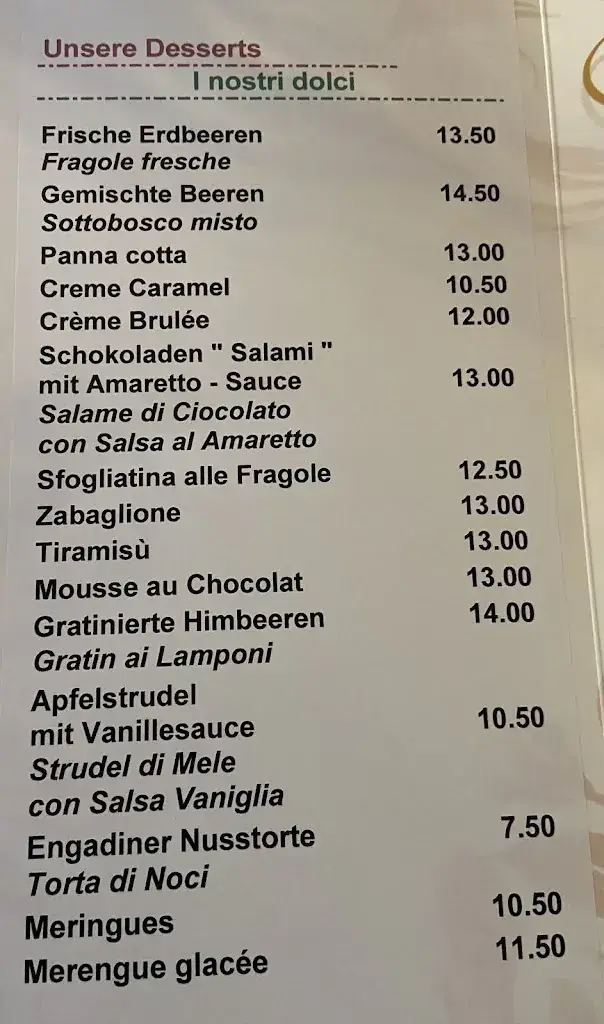 Unsere Desserts
I nostri dolci
Frische Erdbeeren 13.50
Fragole fresche
Gemischte Beeren 14.50
Sottobosco misto
Panna cotta 13.00
Creme Caramel 10.50
Crème Brulée 12.00
Schokoladen " Salami "
mit Amaretto - Sauce 13.00
Salame di Ciocolato
con Salsa al Amaretto
Sfogliatina alle Fragole 12.50
Zabaglione 13.00
Tiramisù 13.00
Mousse au Chocolat 13.00
Gratinierte Himbeeren 14.00
Gratin ai Lamponi
Apfelstrudel
mit Vanillesauce 10.50
Strudel di Mele
con Salsa Vaniglia
Engadiner Nusstorte 7.50
Torta di Noci
Meringues 10.50
Merengue glacée 11.50